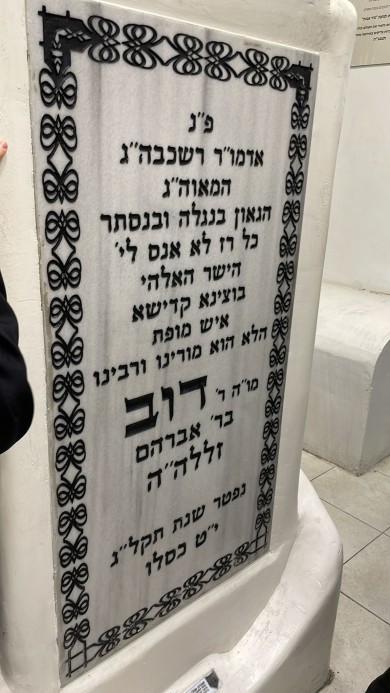 פ״נ
אדמו״ר רשכבה״ג
המאוה״ג
הגאון בנגלה ובנסתר
כל רז לא אנס לי׳
הישר האלהי
בוצינא קדישא
איש מופת
הלא הוא מורינו ורבינו
מו״ה ר׳ דוב
בר׳ אברהם
זללה״ה
נפטר שנת תקל״ג
י״ט כסלו